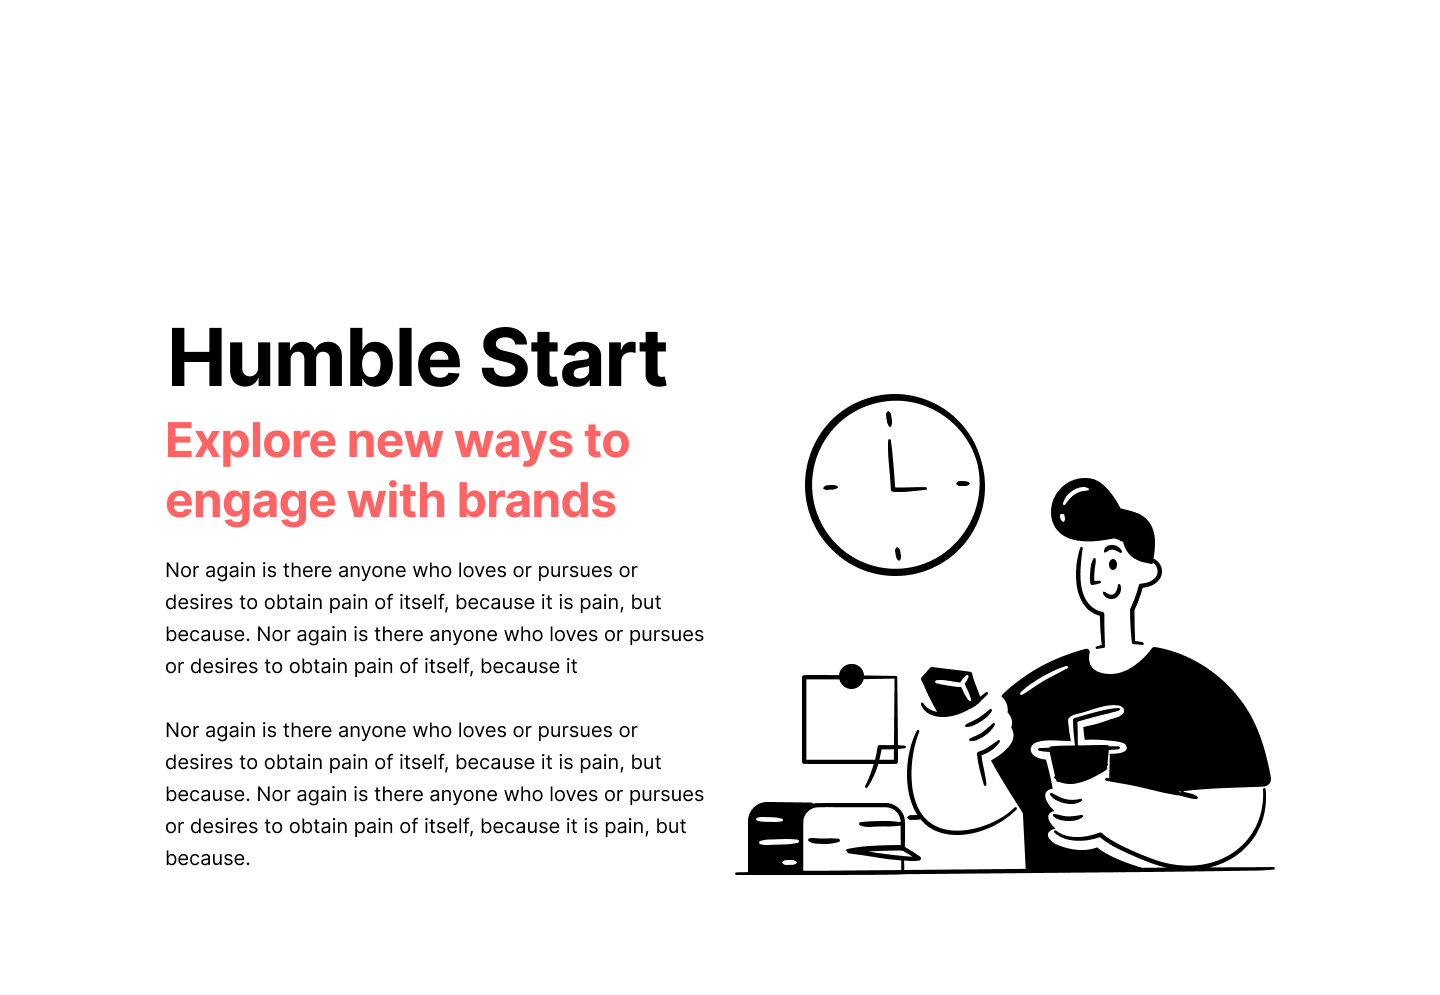 Humble Start
Explore new ways to
engage with brands
Nor again is there anyone who loves or pursues or
desires to obtain pain of itself, because it is pain, but
because. Nor again is there anyone who loves or pursues
or desires to obtain pain of itself, because it
Nor again is there anyone who loves or pursues or
desires to obtain pain of itself, because it is pain, but
because. Nor again is there anyone who loves or pursues
or desires to obtain pain of itself, because it is pain, but
because.